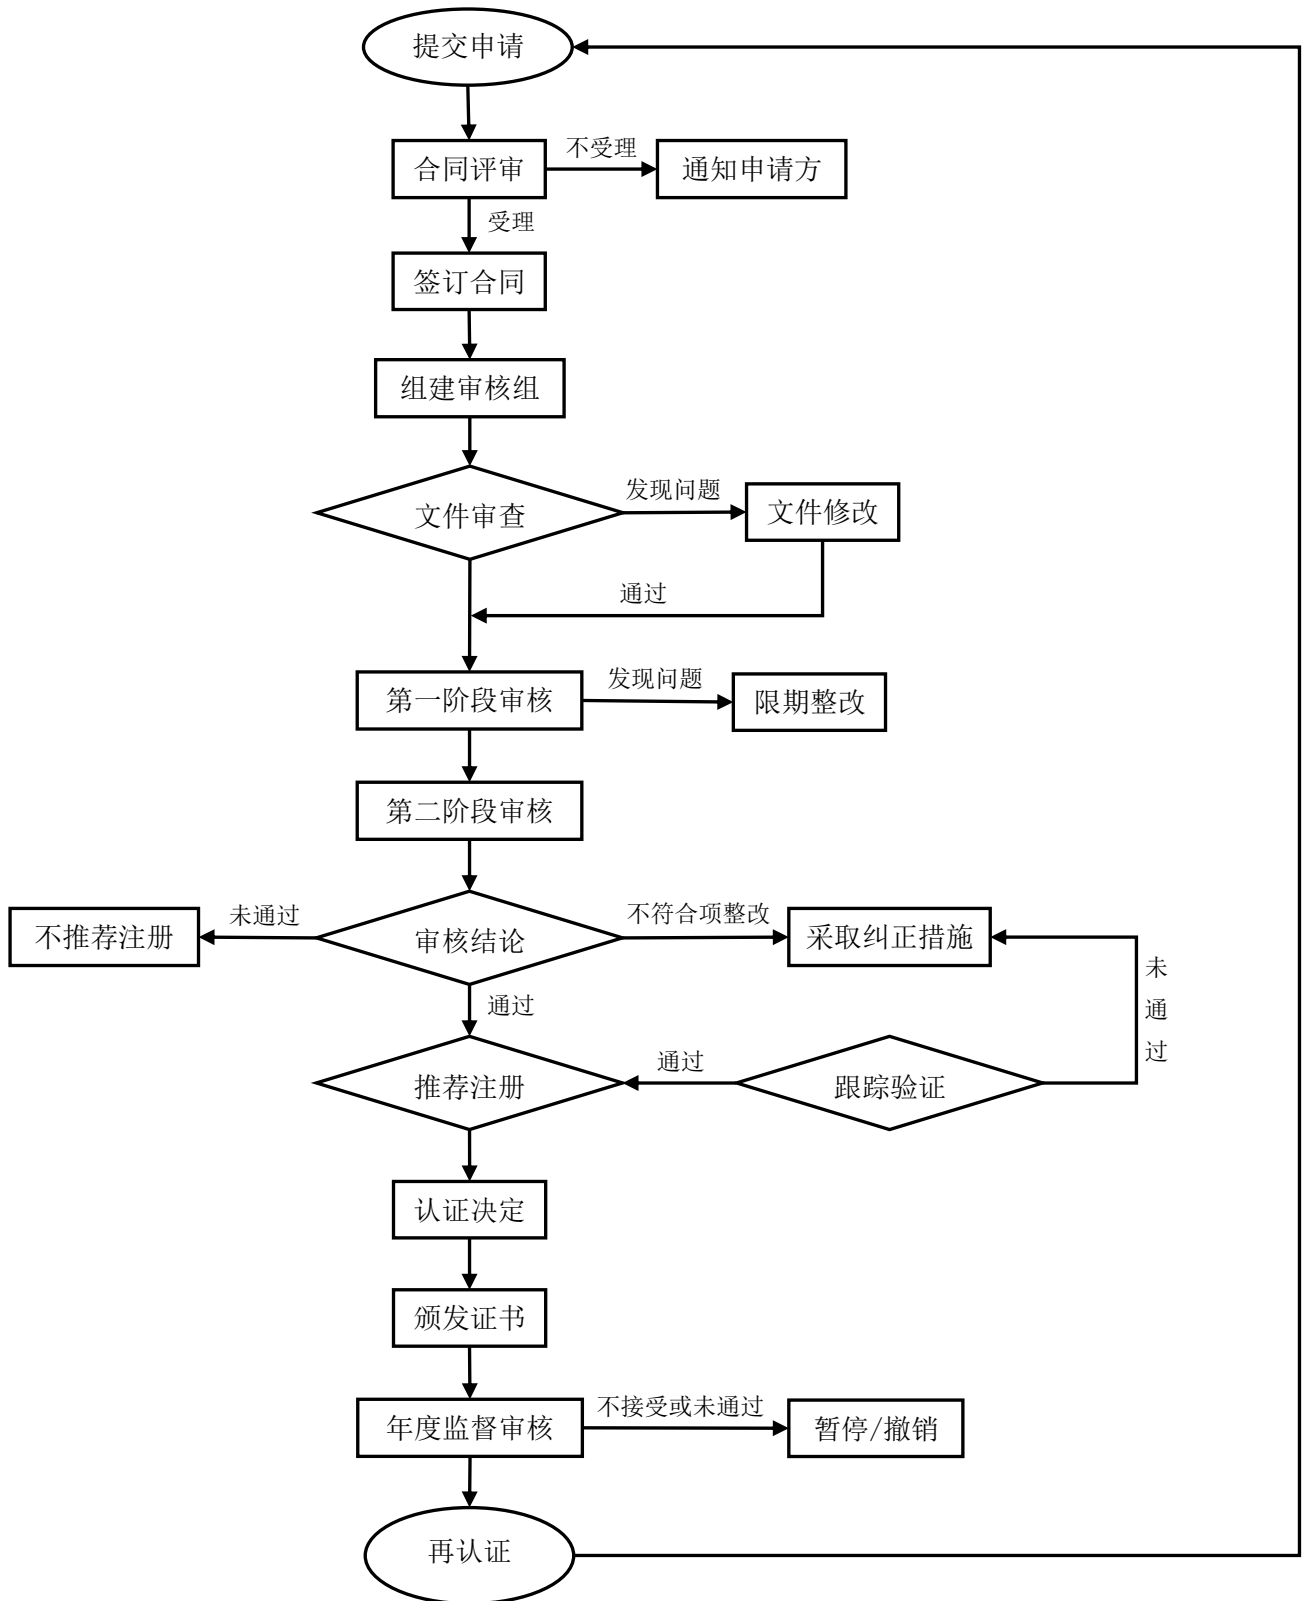 提交申请
合同评审
不受理
通知申请方
受理
签订合同
组建审核组
文件审查
发现问题
文件修改
通过
第一阶段审核
发现问题
限期整改
第二阶段审核
不推荐注册
未通过
审核结论
不符合项整改
采取纠正措施
未
通
过
通过
推荐注册
通过
跟踪验证
认证决定
颁发证书
年度监督审核
不接受或未通过
暂停/撤销
再认证